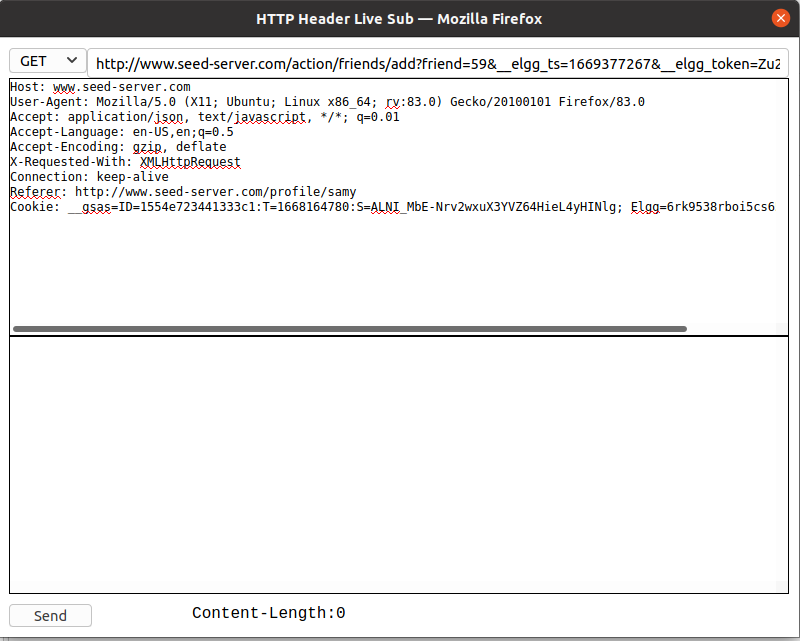 HTTP Header Live Sub — Mozilla Firefox
GET
http://www.seed-server.com/action/friends/add?friend=59&__elgg_ts=1669377267&__elgg_token=Zu2
Host: www.seed-server.com
User-Agent: Mozilla/5.0 (X11; Ubuntu; Linux x86_64; rv:83.0) Gecko/20100101 Firefox/83.0
Accept: application/json, text/javascript, */*; q=0.01
Accept-Language: en-US,en;q=0.5
Accept-Encoding: gzip, deflate
X-Requested-With: XMLHttpRequest
Connection: keep-alive
Referer: http://www.seed-server.com/profile/samy
Cookie: __gsas=ID=1554e723441333c1:T=1668164780:S=ALNI_MbE-Nrv2wxuX3YVZ64HieL4yHINlg; Elgg=6rk9538rboi5cs6
Send
Content-Length:0